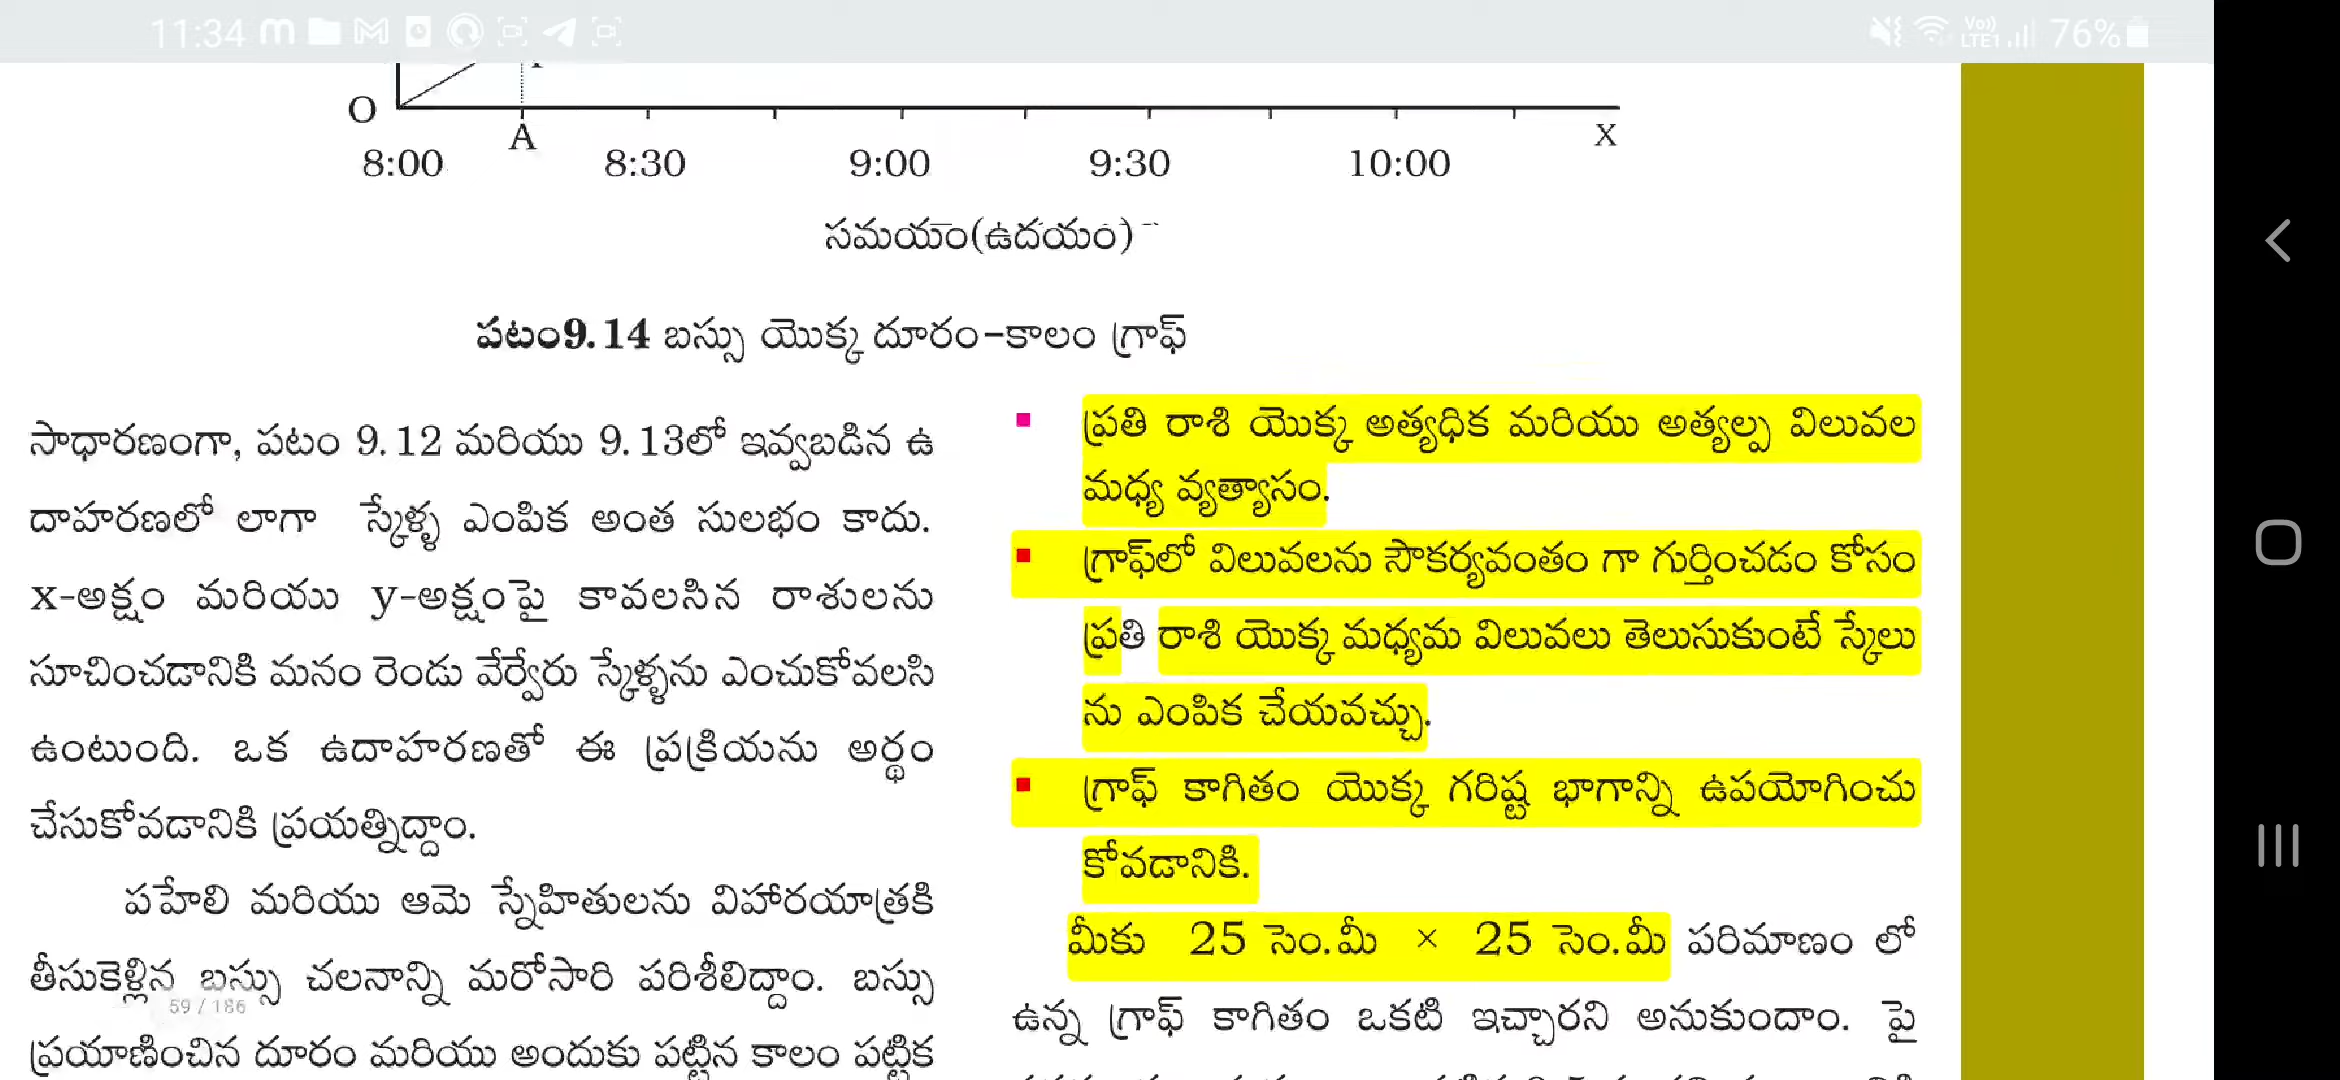 11:34
76%
O
A
X
8:00 8:30 9:00 9:30 10:00
సమయం(ఉదయం)
పటం9.14 బస్సు యొక్క దూరం-కాలం గ్రాఫ్
సాధారణంగా, పటం 9.12 మరియు 9.13లో ఇవ్వబడిన ఉ
దాహరణలో లాగా స్కేళ్ళ ఎంపిక అంత సులభం కాదు.
x-అక్షం మరియు y-అక్షంపై కావలసిన రాశులను
సూచించడానికి మనం రెండు వేర్వేరు స్కేళ్ళను ఎంచుకోవలసి
ఉంటుంది. ఒక ఉదాహరణతో ఈ ప్రక్రియను అర్థం
చేసుకోవడానికి ప్రయత్నిద్దాం.
పహేలి మరియు ఆమె స్నేహితులను విహారయాత్రకి
తీసుకెళ్లిన బస్సు చలనాన్ని మరోసారి పరిశీలిద్దాం. బస్సు
59 / 186
ప్రయాణించిన దూరం మరియు అందుకు పట్టిన కాలం పట్టిక
▪ ప్రతి రాశి యొక్క అత్యధిక మరియు అత్యల్ప విలువల
మధ్య వ్యత్యాసం.
▪ గ్రాఫ్‌లో విలువలను సౌకర్యవంతం గా గుర్తించడం కోసం
ప్రతి రాశి యొక్క మధ్యమ విలువలు తెలుసుకుంటే స్కేలు
ను ఎంపిక చేయవచ్చు.
▪ గ్రాఫ్ కాగితం యొక్క గరిష్ట భాగాన్ని ఉపయోగించు
కోవడానికి.
మీకు 25 సెం.మీ × 25 సెం.మీ పరిమాణం లో
ఉన్న గ్రాఫ్ కాగితం ఒకటి ఇచ్చారని అనుకుందాం. పై